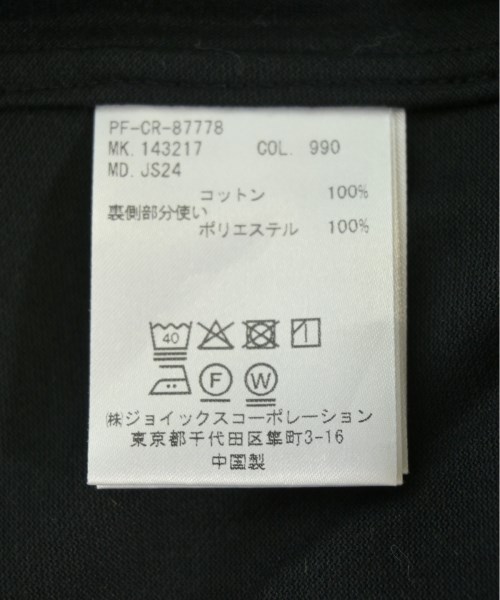 PF-CR-87778
MK. 143217 COL. 990
MD. JS24
コットン 100%
裏側部分使い
ポリエステル 100%
40
F W
㈱ジョイックスコーポレーション
東京都千代田区隼町3-16
中国製